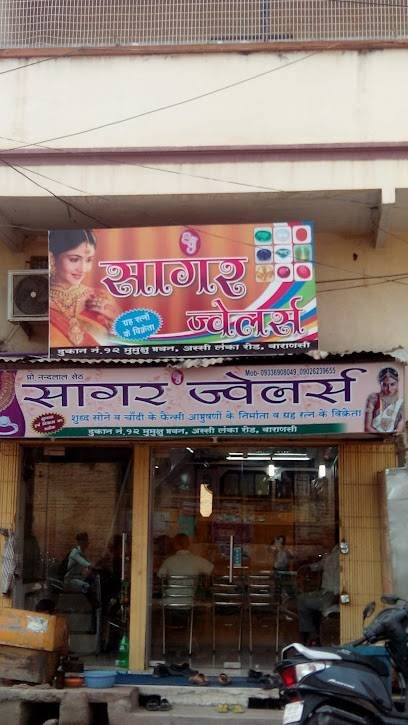 SJ
सागर
ज्वेलर्स
ग्रह रत्नों
के विक्रेता
दुकान नं.१२ मुमुक्षु भवन, अस्सी लंका रोड, वाराणसी
प्रो नन्दलाल सेठ
Mob- 09336908049, 09026239655
सागर ज्वेलर्स
शुध्द सोने व चाँदी के फैन्सी आभुषणों के निर्माता व ग्रह रत्न के विक्रेता
दुकान नं.१२ मुमुक्षु भवन, अस्सी लंका रोड, वाराणसी